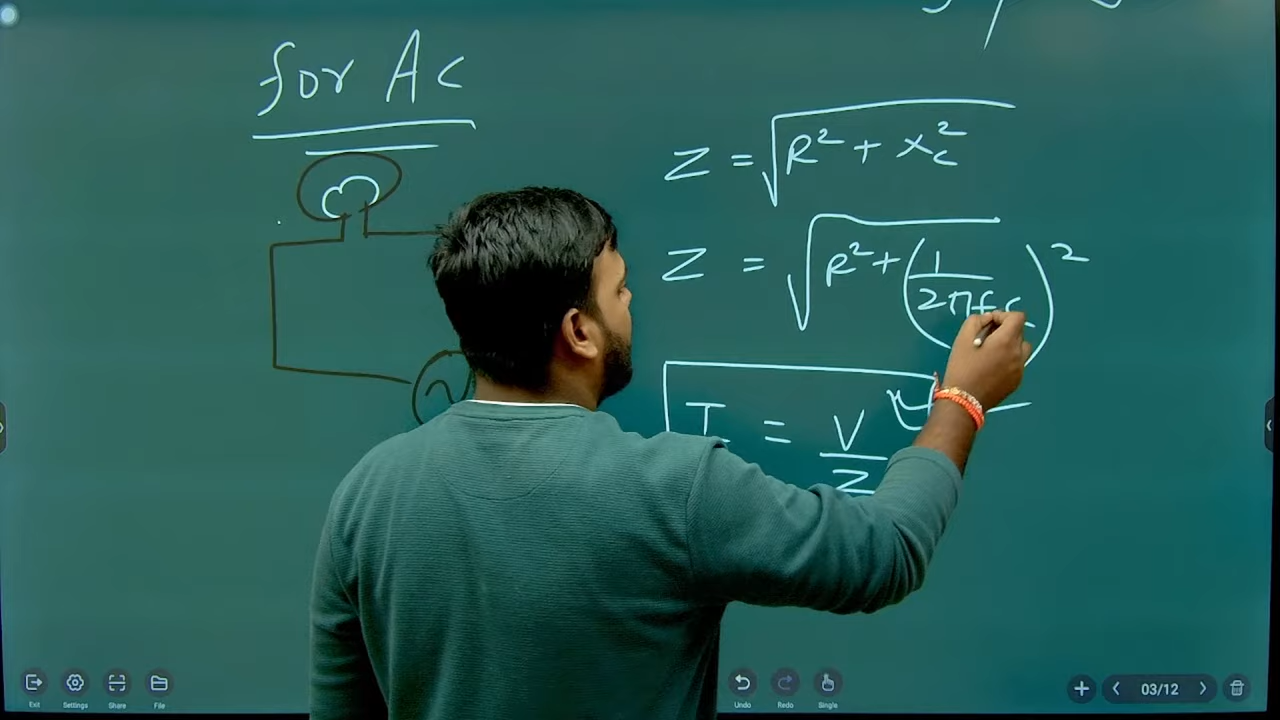 for Ac
Z = √R² + Xc²
Z = √R² + (1/2πfc)²
I = V/Z
Exit
Settings
Share
File
Undo
Redo
Single
03/12